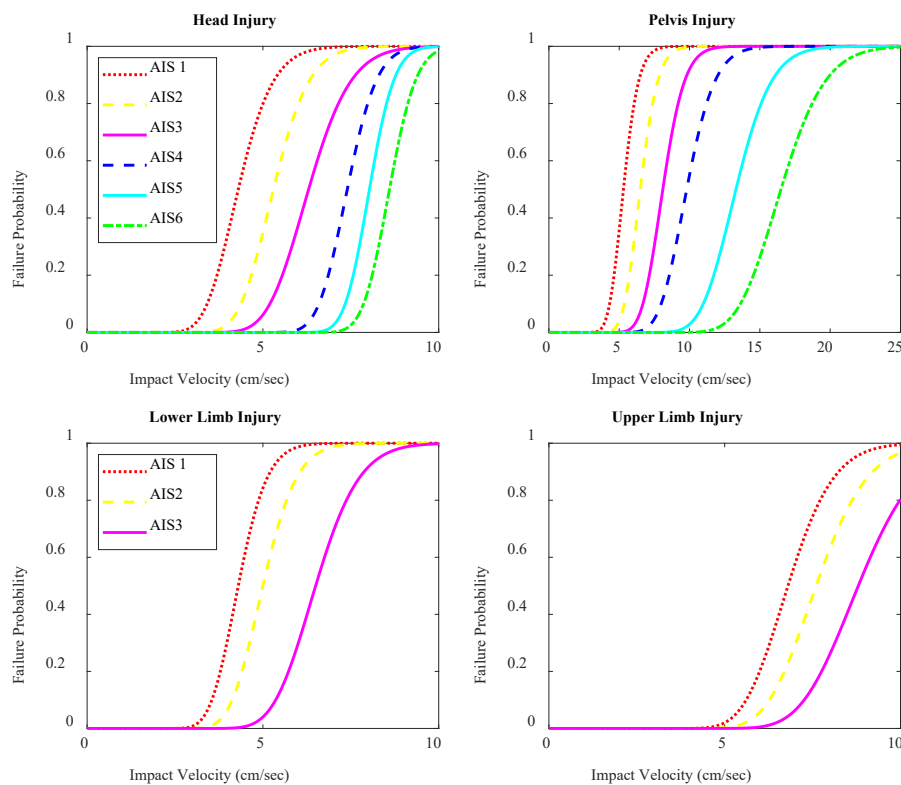 Head Injury
1
0.8
0.6
0.4
0.2
0
0
5
10
Failure Probability
Impact Velocity (cm/sec)
AIS 1
AIS2
AIS3
AIS4
AIS5
AIS6
Pelvis Injury
1
0.8
0.6
0.4
0.2
0
0
5
10
15
20
25
Failure Probability
Impact Velocity (cm/sec)
Lower Limb Injury
1
0.8
0.6
0.4
0.2
0
0
5
10
Failure Probability
Impact Velocity (cm/sec)
AIS 1
AIS2
AIS3
Upper Limb Injury
1
0.8
0.6
0.4
0.2
0
0
5
10
Failure Probability
Impact Velocity (cm/sec)